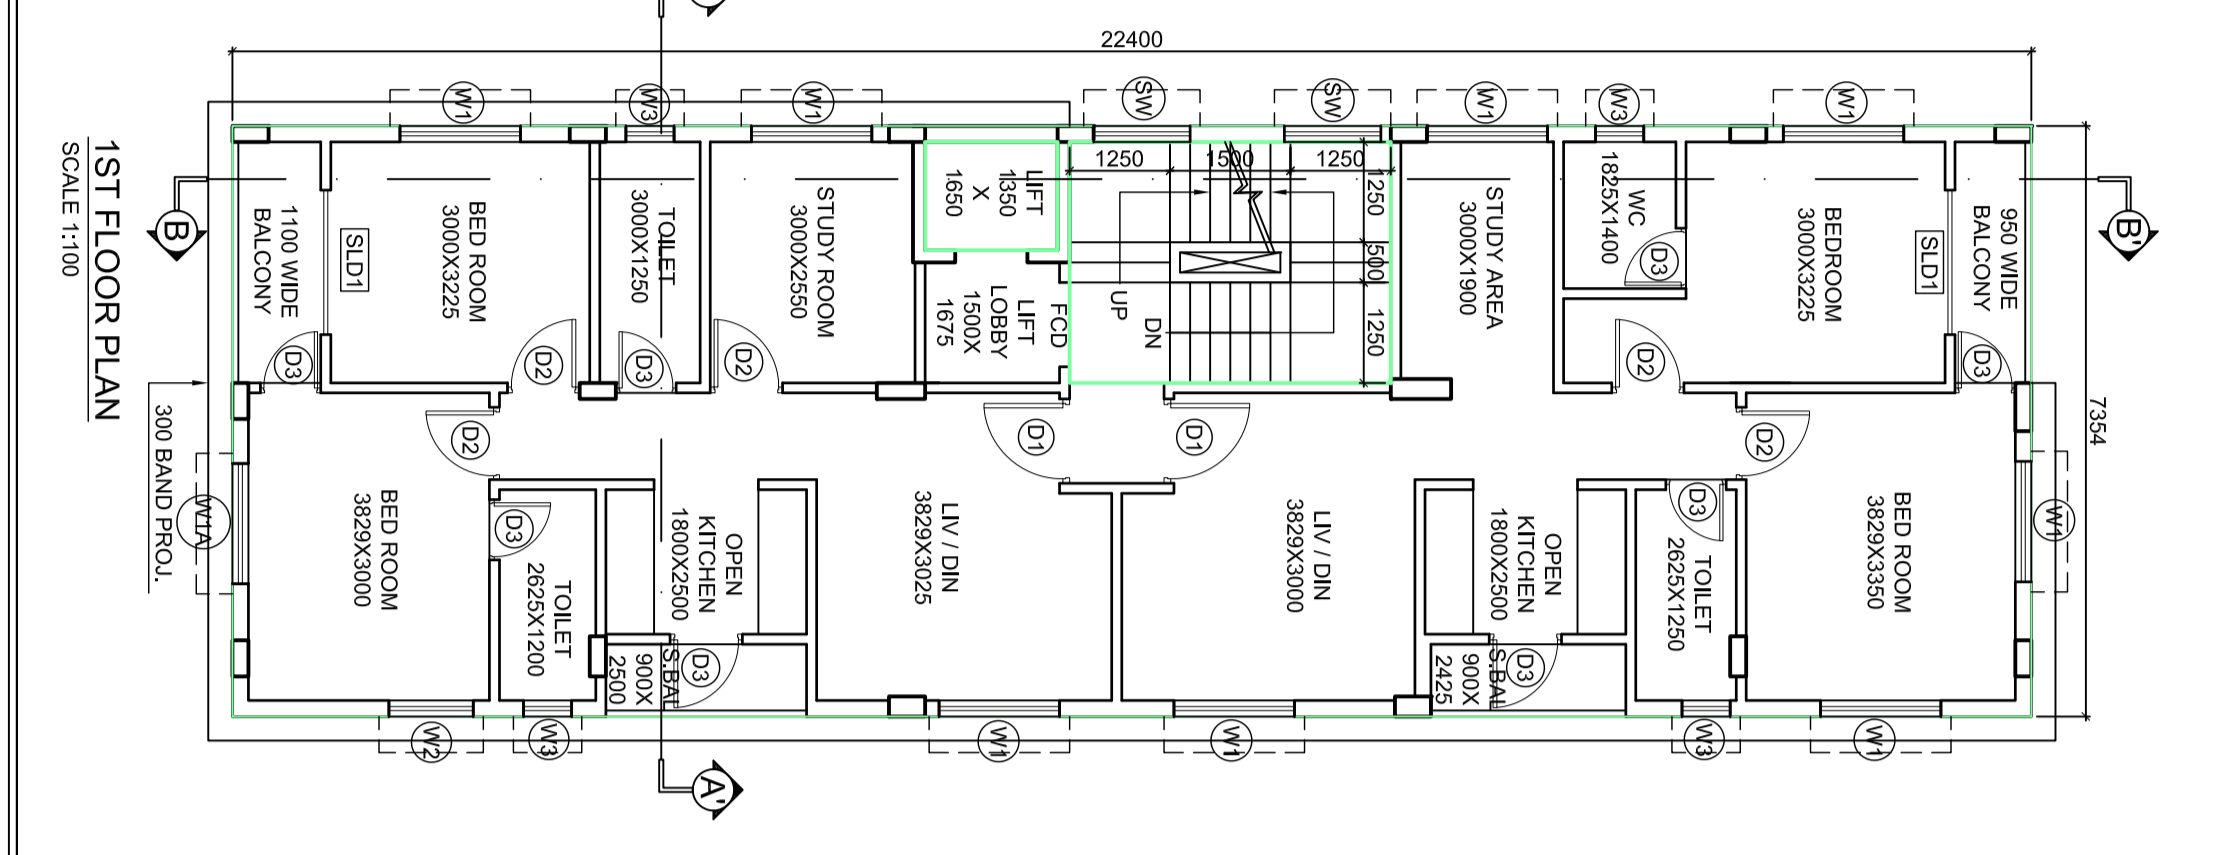 22400
W1
W3
W1
SW
SW
W1
W3
W1
1ST FLOOR PLAN
SCALE 1:100
B
1100 WIDE
BALCONY
SLD1
BED ROOM
3000X3225
TOILET
3000X1250
STUDY ROOM
3000X2550
LIFT
1350
X
1650
1250
1500
1250
1250
500
1250
UP
DN
FCD
LIFT
LOBBY
1500X
1675
STUDY AREA
3000X1900
WC
1825X1400
D3
BEDROOM
3000X3225
SLD1
950 WIDE
BALCONY
B'
D3
D2
D3
D2
D2
D3
7354
300 BAND PROJ.
W1A
D2
D1
D1
D2
BED ROOM
3829X3000
D3
TOILET
2625X1200
OPEN
KITCHEN
1800X2500
LIV / DIN
3829X3025
LIV / DIN
3829X3000
OPEN
KITCHEN
1800X2500
D3
TOILET
2625X1250
BED ROOM
3829X3350
W1
S.BAL
900X
2500
D3
S.BAL
900X
2425
D3
W2
W3
W1
W1
W3
W1
A'